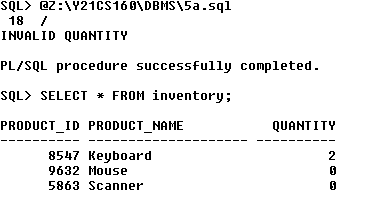 SQL> @Z:\Y21CS160\DBMS\5a.sql
 18  /
INVALID QUANTITY
PL/SQL procedure successfully completed.
SQL> SELECT * FROM inventory;
PRODUCT_ID PRODUCT_NAME           QUANTITY
---------- -------------------- ----------
      8547 Keyboard                      2
      9632 Mouse                         0
      5863 Scanner                       0